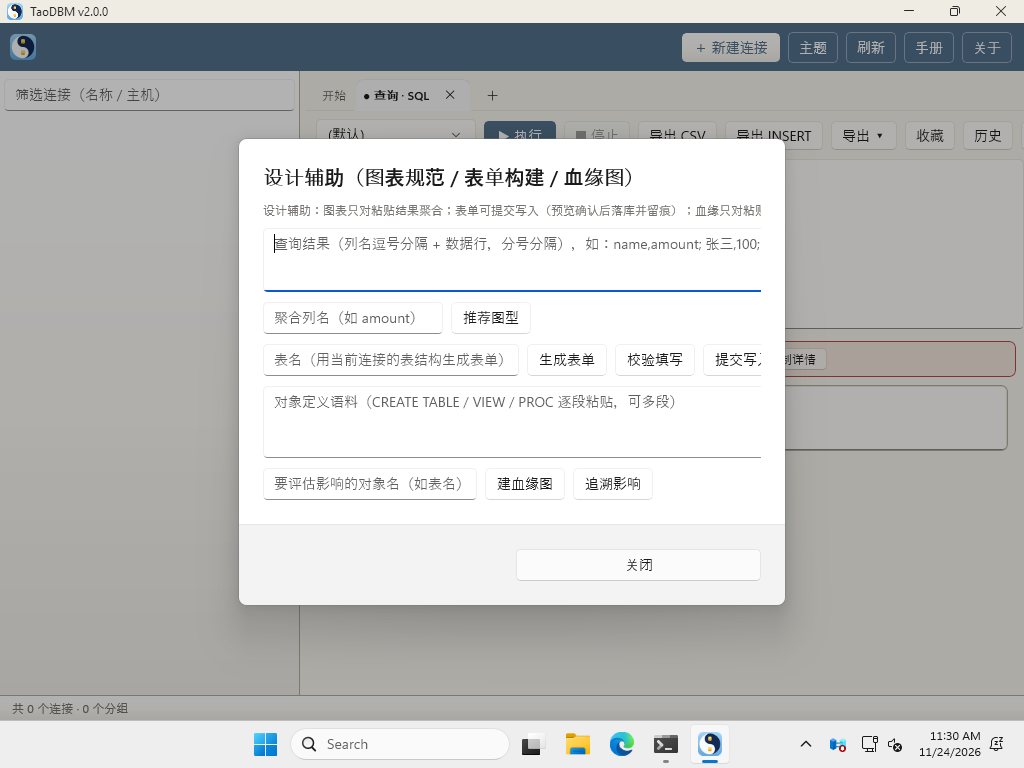 TaoDBM v2.0.0
+ 新建连接 主题 刷新 手册 关于
筛选连接（名称 / 主机）
开始 ● 查询 · SQL
(默认) 执行 停止 导出 CSV 导出 INSERT 导出 收藏 历史
设计辅助（图表规范 / 表单构建 / 血缘图）
设计辅助：图表只对粘贴结果聚合；表单可提交写入（预览确认后落库并留痕）；血缘只对粘贴
查询结果（列名逗号分隔 + 数据行，分号分隔），如：name,amount; 张三,100;
聚合列名（如 amount） 推荐图型
表名（用当前连接的表结构生成表单） 生成表单 校验填写 提交写入
详情
对象定义语料（CREATE TABLE / VIEW / PROC 逐段粘贴，可多段）
要评估影响的对象名（如表名） 建血缘图 追溯影响
关闭
共 0 个连接 · 0 个分组
Search
11:30 AM
11/24/2026